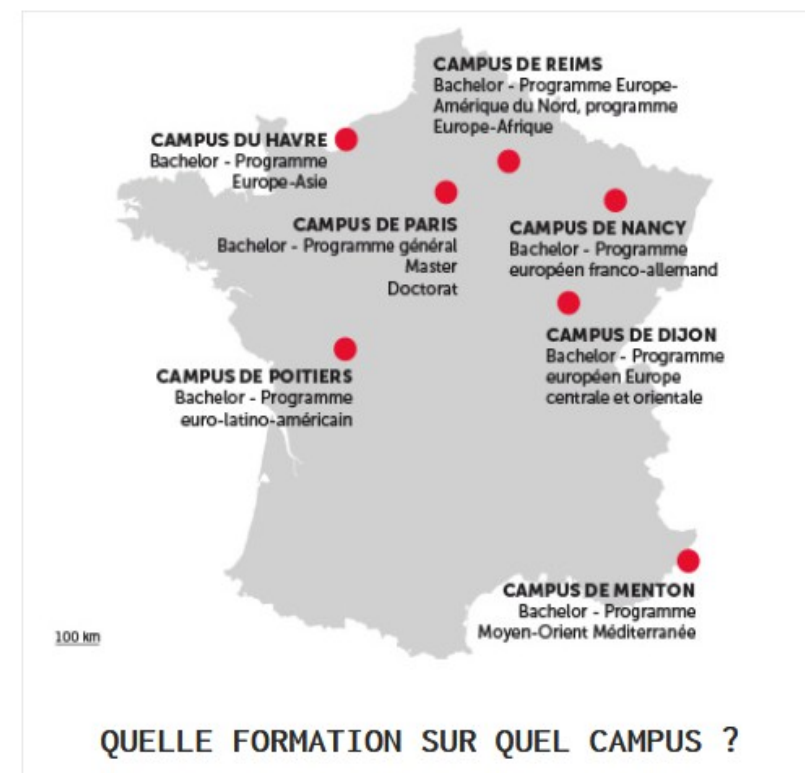 CAMPUS DE REIMS
Bachelor - Programme Europe-
Amérique du Nord, programme
Europe-Afrique
CAMPUS DU HAVRE
Bachelor - Programme
Europe-Asie
CAMPUS DE PARIS
Bachelor - Programme général
Master
Doctorat
CAMPUS DE NANCY
Bachelor - Programme
européen franco-allemand
CAMPUS DE DIJON
Bachelor - Programme
européen Europe
centrale et orientale
CAMPUS DE POITIERS
Bachelor - Programme
euro-latino-américain
CAMPUS DE MENTON
Bachelor - Programme
Moyen-Orient Méditerranée
100 km
QUELLE FORMATION SUR QUEL CAMPUS ?